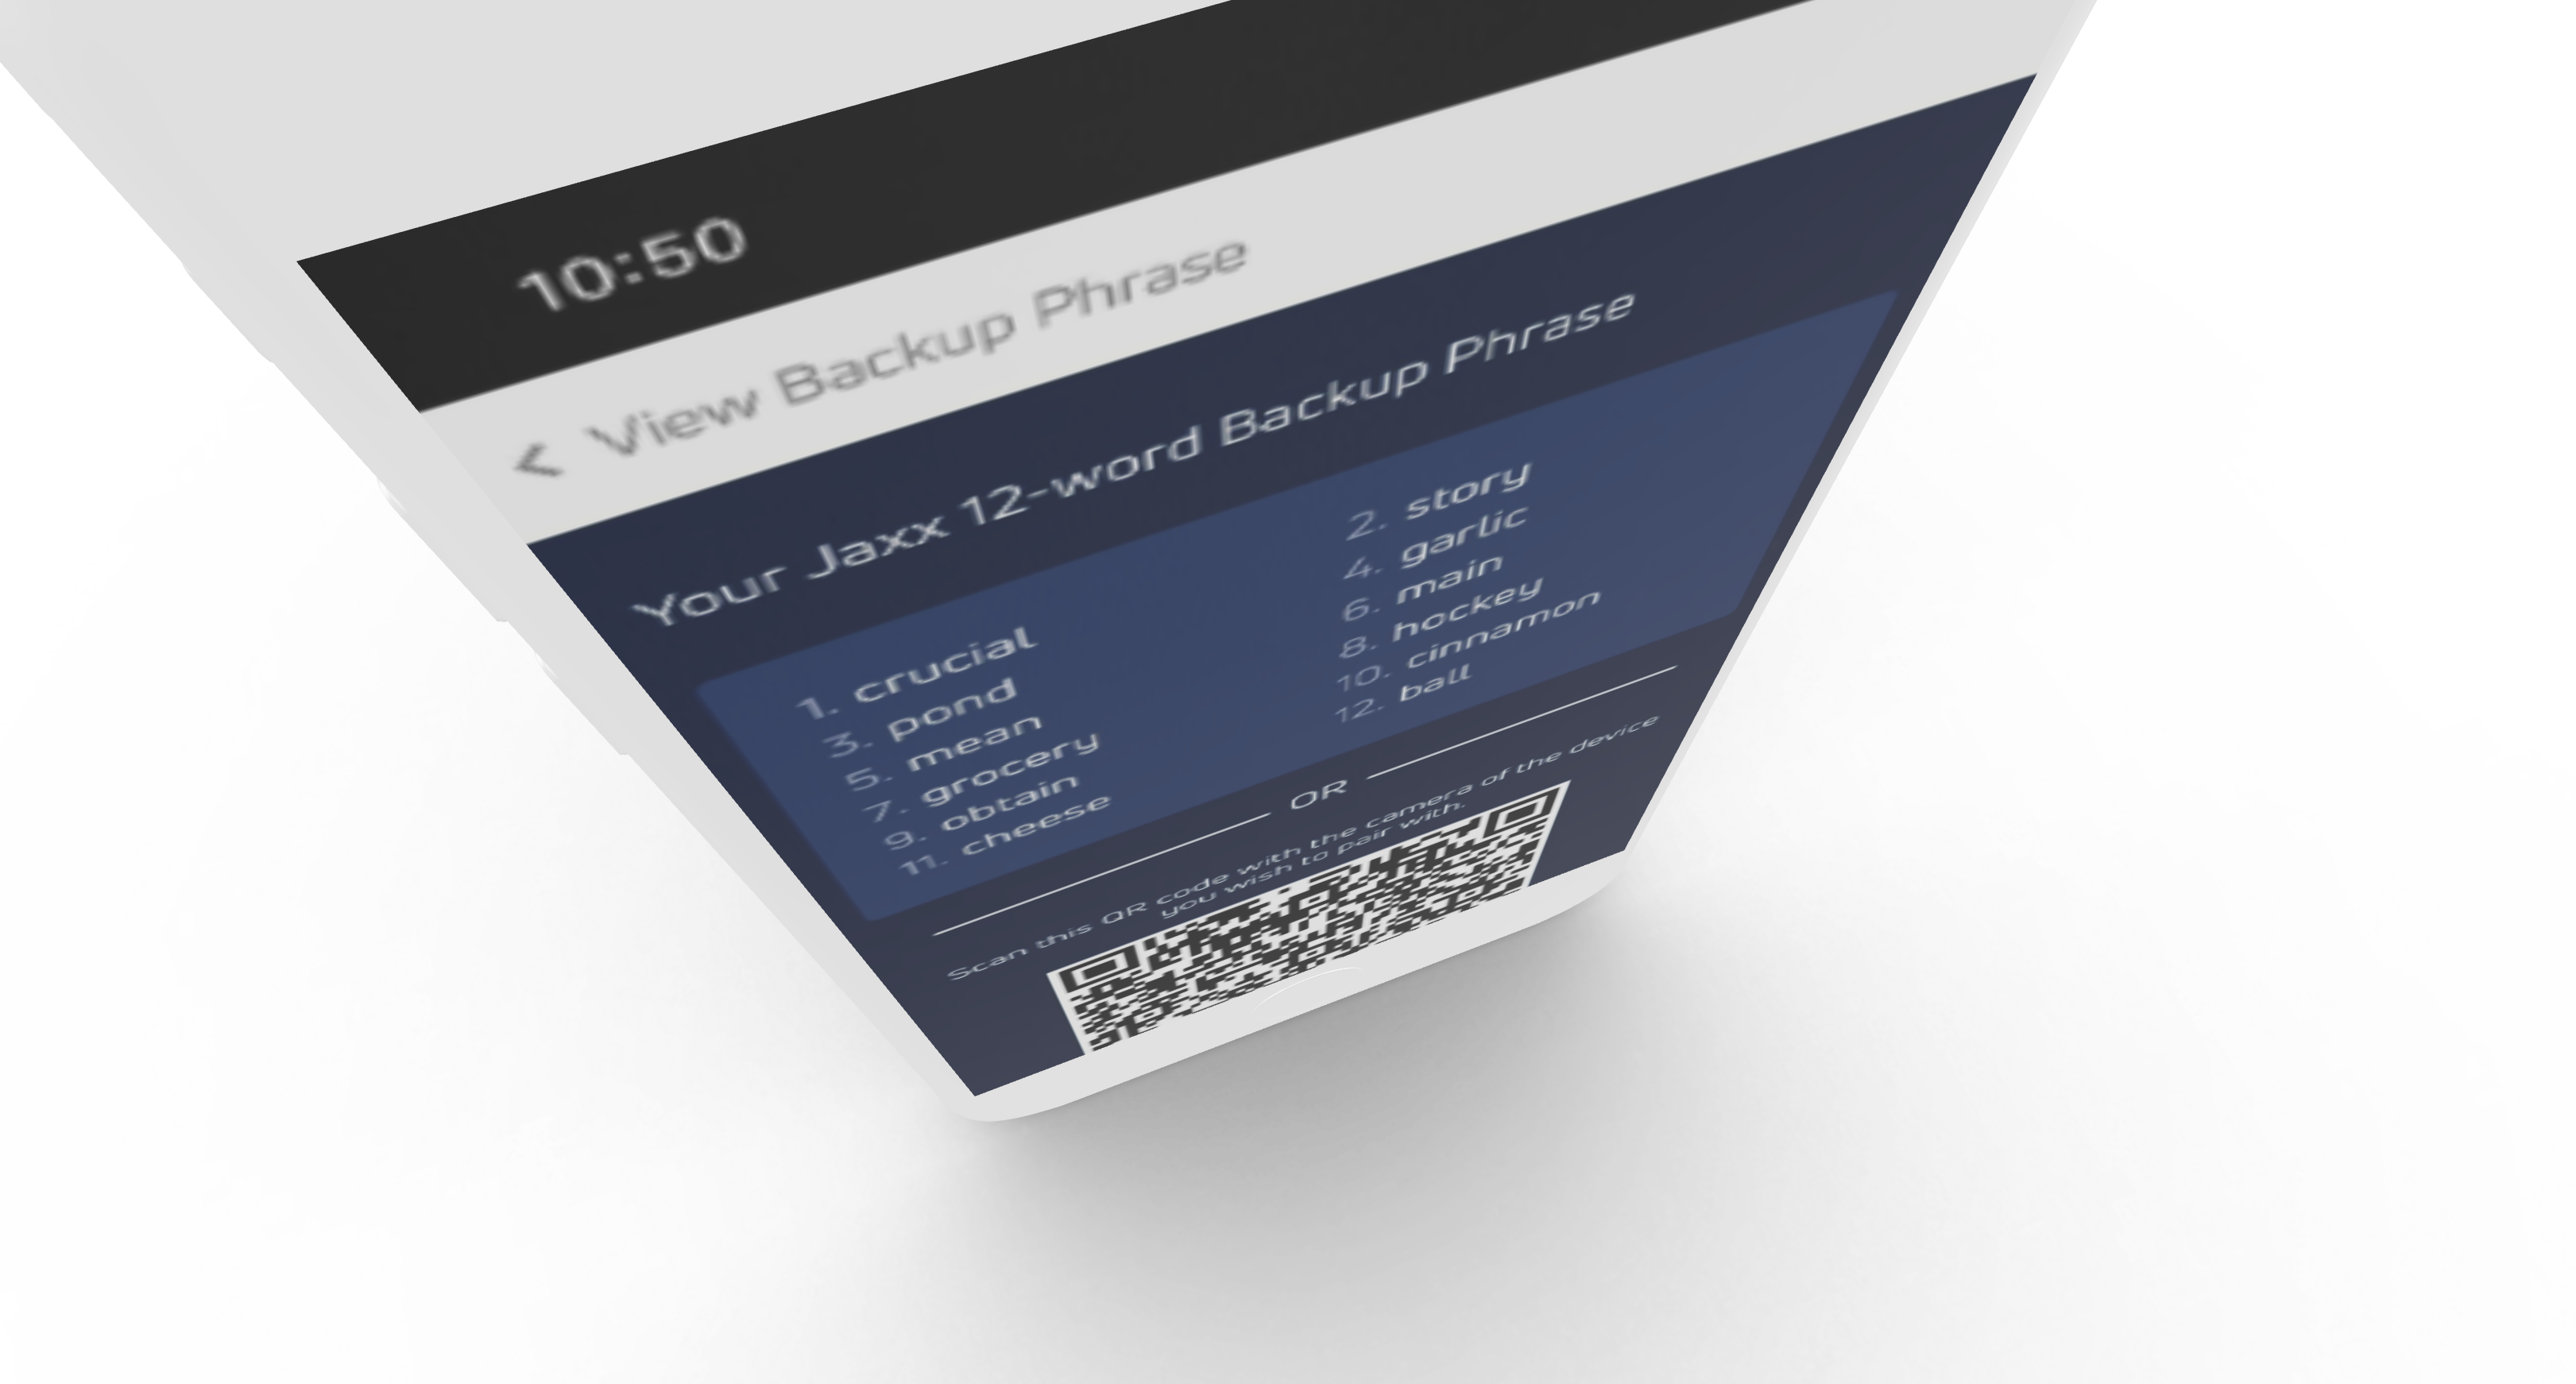 10:50
< View Backup Phrase
Your Jaxx 12-word Backup Phrase
1. crucial 2. story
3. pond 4. garlic
5. mean 6. main
7. grocery 8. hockey
9. obtain 10. cinnamon
11. cheese 12. ball
OR
Scan this QR code with the camera of the device
you wish to pair with.